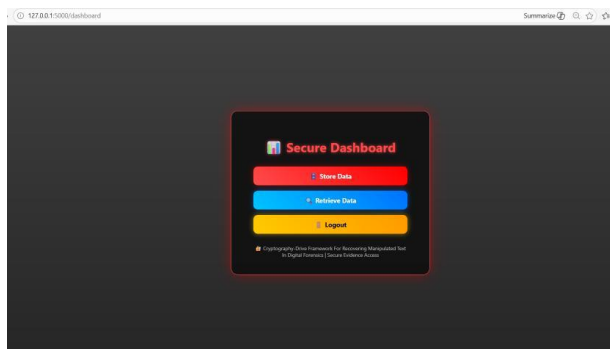 127.0.0.1:5000/dashboard
Summarize
Secure Dashboard
Store Data
Retrieve Data
Logout
Cryptography-Drive Framework For Recovering Manipulated Text
In Digital Forensics | Secure Evidence Access